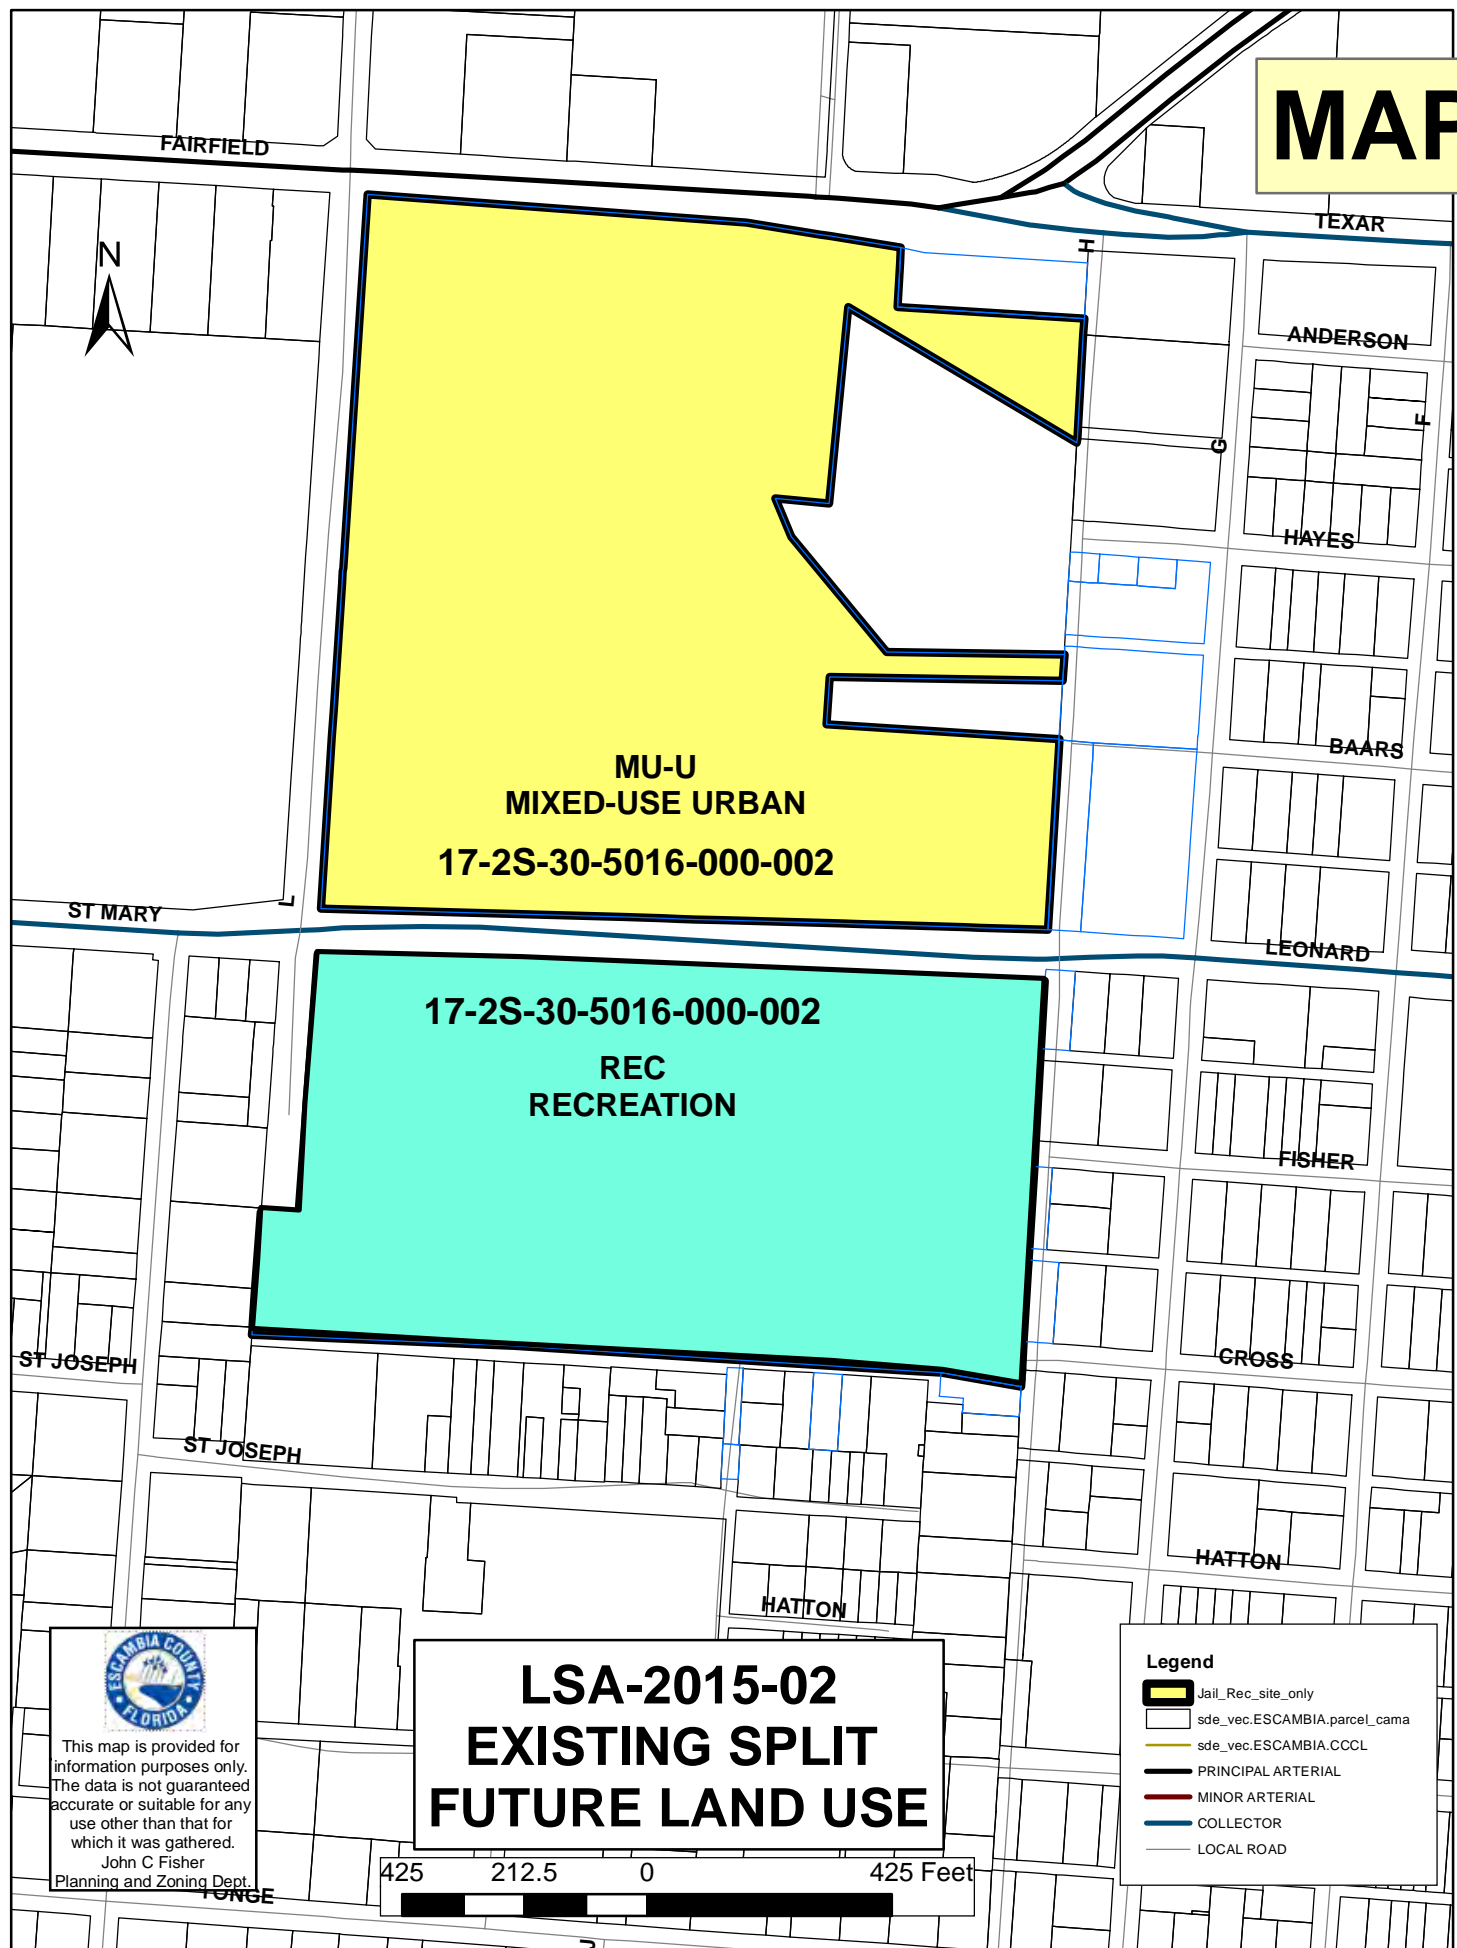 MAP
FAIRFIELD
TEXAR
N
H
ANDERSON
F
G
HAYES
BAARS
MU-U
MIXED-USE URBAN
17-2S-30-5016-000-002
L
ST MARY
LEONARD
17-2S-30-5016-000-002
REC
RECREATION
FISHER
ST JOSEPH
CROSS
ST JOSEPH
HATTON
HATTON
ESCAMBIA COUNTY
FLORIDA
This map is provided for
information purposes only.
The data is not guaranteed
accurate or suitable for any
use other than that for
which it was gathered.
John C Fisher
Planning and Zoning Dept.
LSA-2015-02
EXISTING SPLIT
FUTURE LAND USE
Legend
Jail_Rec_site_only
sde_vec.ESCAMBIA.parcel_cama
sde_vec.ESCAMBIA.CCCL
PRINCIPAL ARTERIAL
MINOR ARTERIAL
COLLECTOR
LOCAL ROAD
425 212.5 0 425 Feet
YONGE